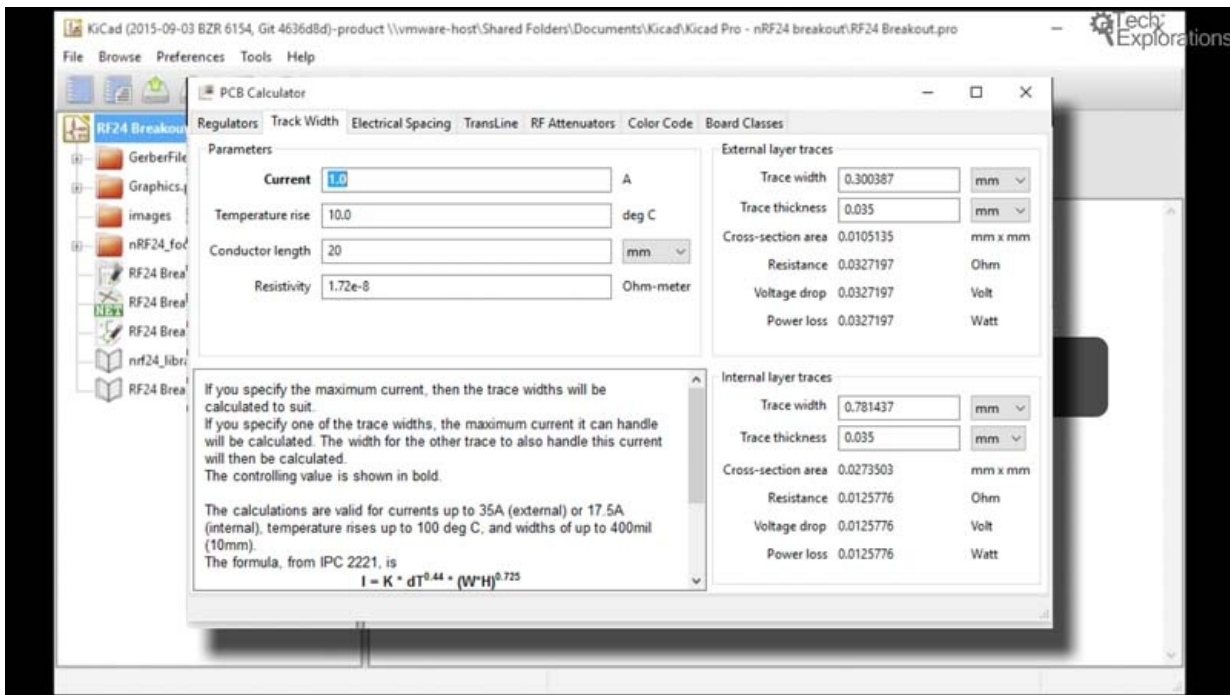 KiCad (2015-09-03 BZR 6154, Git 4636d8d)-product \\vmware-host\Shared Folders\Documents\Kicad\Kicad Pro - nRF24 breakout\RF24 Breakout.pro
Tech
Explorations
File Browse Preferences Tools Help
PCB Calculator
RF24 Breakou
GerberFile
Graphics.
images
RF24 Brea
NET
RF24 Brea
RF24 Brea
nrf24_libr
RF24 Brea
Regulators Track Width Electrical Spacing TransLine RF Attenuators Color Code Board Classes
Parameters
Current 1.0 A
Temperature rise 10.0 deg C
Conductor length 20 mm
Resistivity 1.72e-8 Ohm-meter
If you specify the maximum current, then the trace widths will be
calculated to suit.
If you specify one of the trace widths, the maximum current it can handle
will be calculated. The width for the other trace to also handle this current
will then be calculated.
The controlling value is shown in bold.
The calculations are valid for currents up to 35A (external) or 17.5A
(internal), temperature rises up to 100 deg C, and widths of up to 400mil
(10mm).
The formula, from IPC 2221, is
I = K * dT^0.44 * (W*H)^0.725
External layer traces
Trace width 0.300387 mm
Trace thickness 0.035 mm
Cross-section area 0.0105135 mm x mm
Resistance 0.0327197 Ohm
Voltage drop 0.0327197 Volt
Power loss 0.0327197 Watt
Internal layer traces
Trace width 0.781437 mm
Trace thickness 0.035 mm
Cross-section area 0.0273503 mm x mm
Resistance 0.0125776 Ohm
Voltage drop 0.0125776 Volt
Power loss 0.0125776 Watt